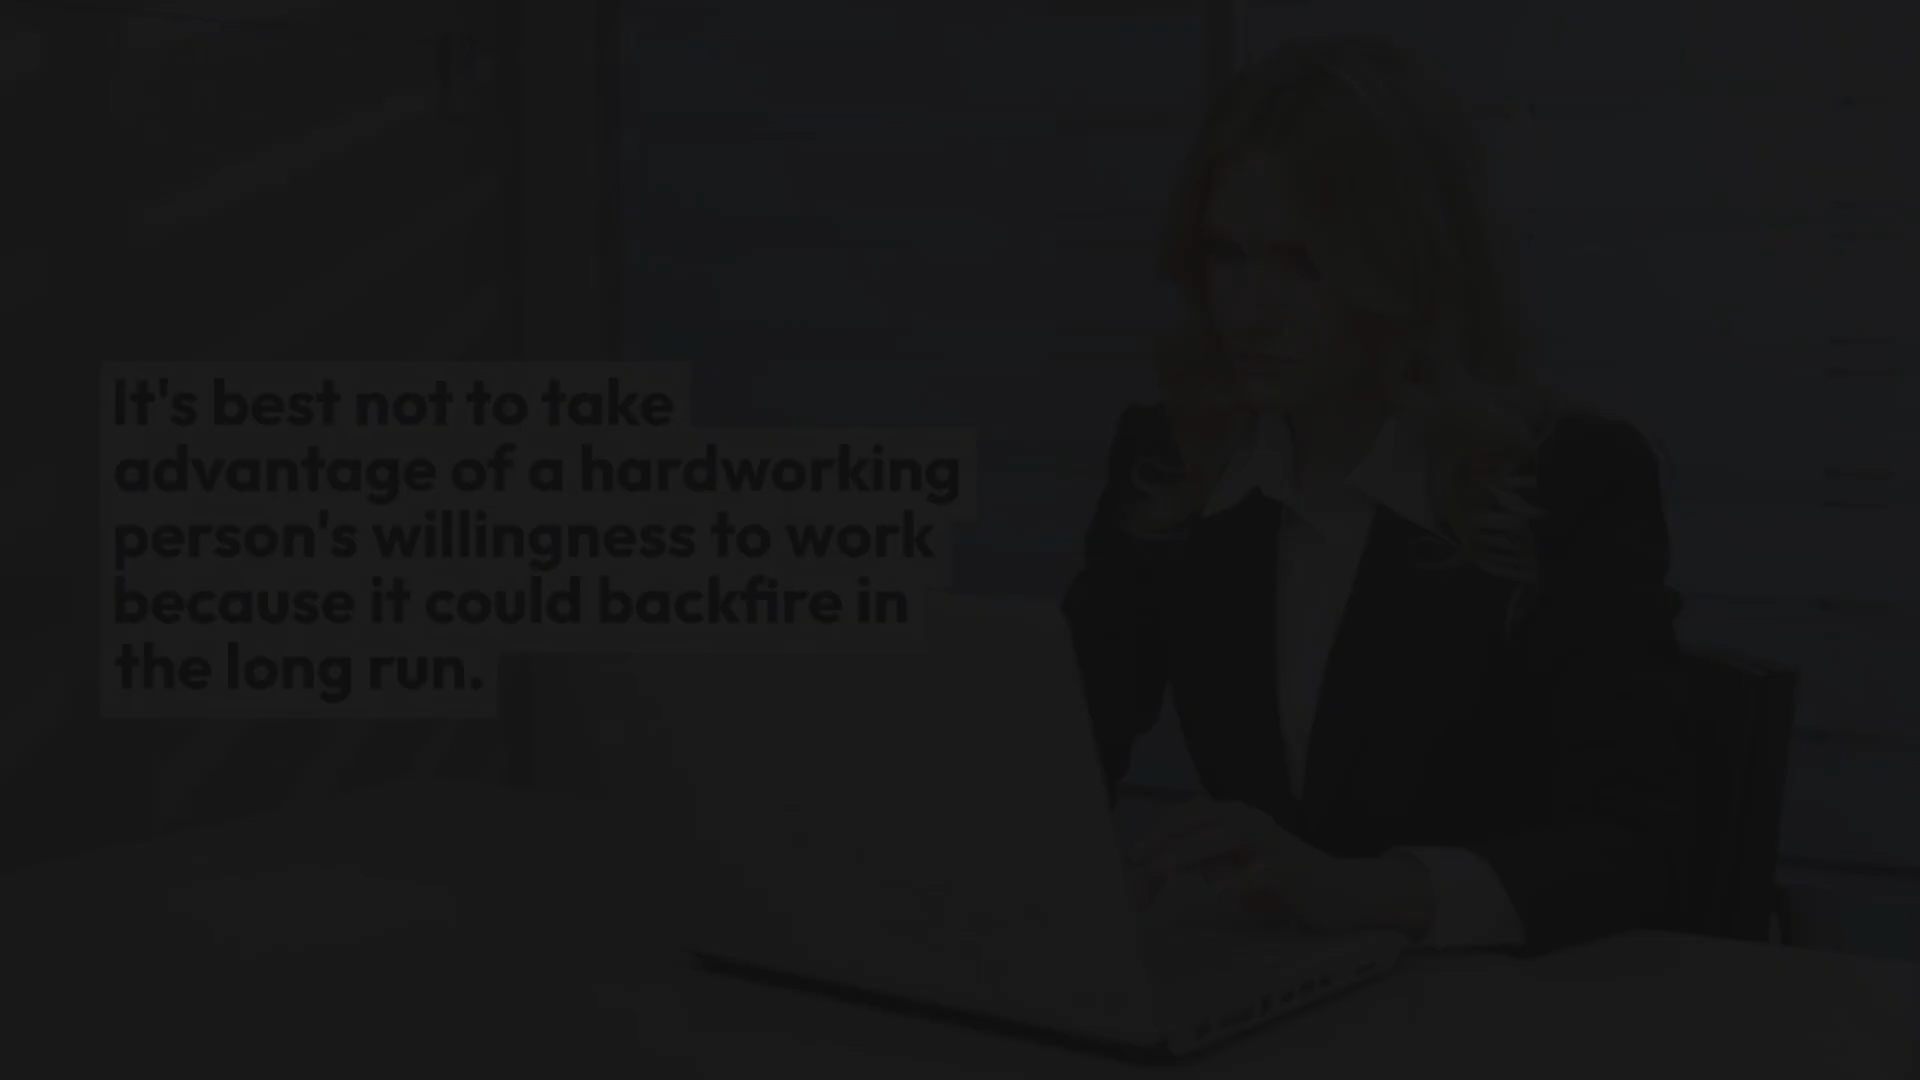 It's best not to take
advantage of a hardworking
person's willingness to work
because it could backfire in
the long run.